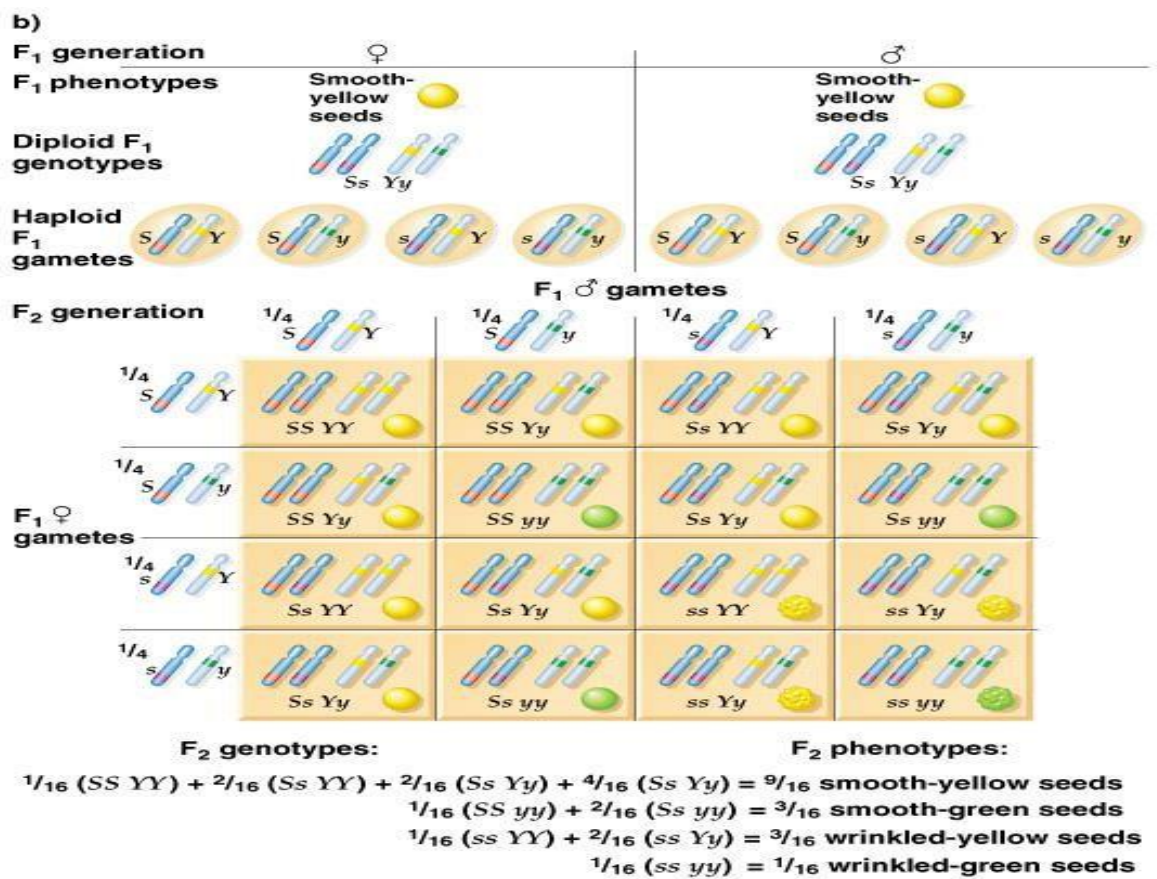 b)
F₁ generation ♀ ♂
F₁ phenotypes Smooth-yellow seeds Smooth-yellow seeds
Diploid F₁ genotypes Ss Yy Ss Yy
Haploid F₁ gametes S Y S y s Y s y S Y S y s Y s y
F₁ ♂ gametes
F₂ generation 1/4 S Y 1/4 S y 1/4 s Y 1/4 s y
1/4 S Y SS YY SS Yy Ss YY Ss Yy
1/4 S y SS Yy SS yy Ss Yy Ss yy
F₁ ♀ gametes
1/4 s Y Ss YY Ss Yy ss YY ss Yy
1/4 s y Ss Yy Ss yy ss Yy ss yy
F₂ genotypes: F₂ phenotypes:
1/16 (SS YY) + 2/16 (Ss YY) + 2/16 (Ss Yy) + 4/16 (Ss Yy) = 9/16 smooth-yellow seeds
1/16 (SS yy) + 2/16 (Ss yy) = 3/16 smooth-green seeds
1/16 (ss YY) + 2/16 (ss Yy) = 3/16 wrinkled-yellow seeds
1/16 (ss yy) = 1/16 wrinkled-green seeds